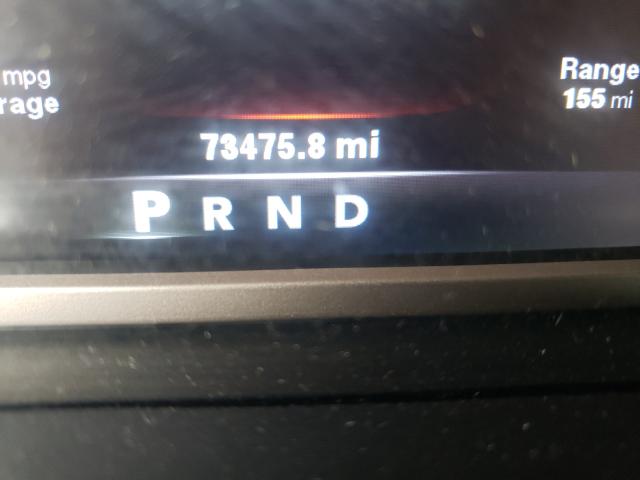 mpg
rage
Range
155 mi
73475.8 mi
P R N D